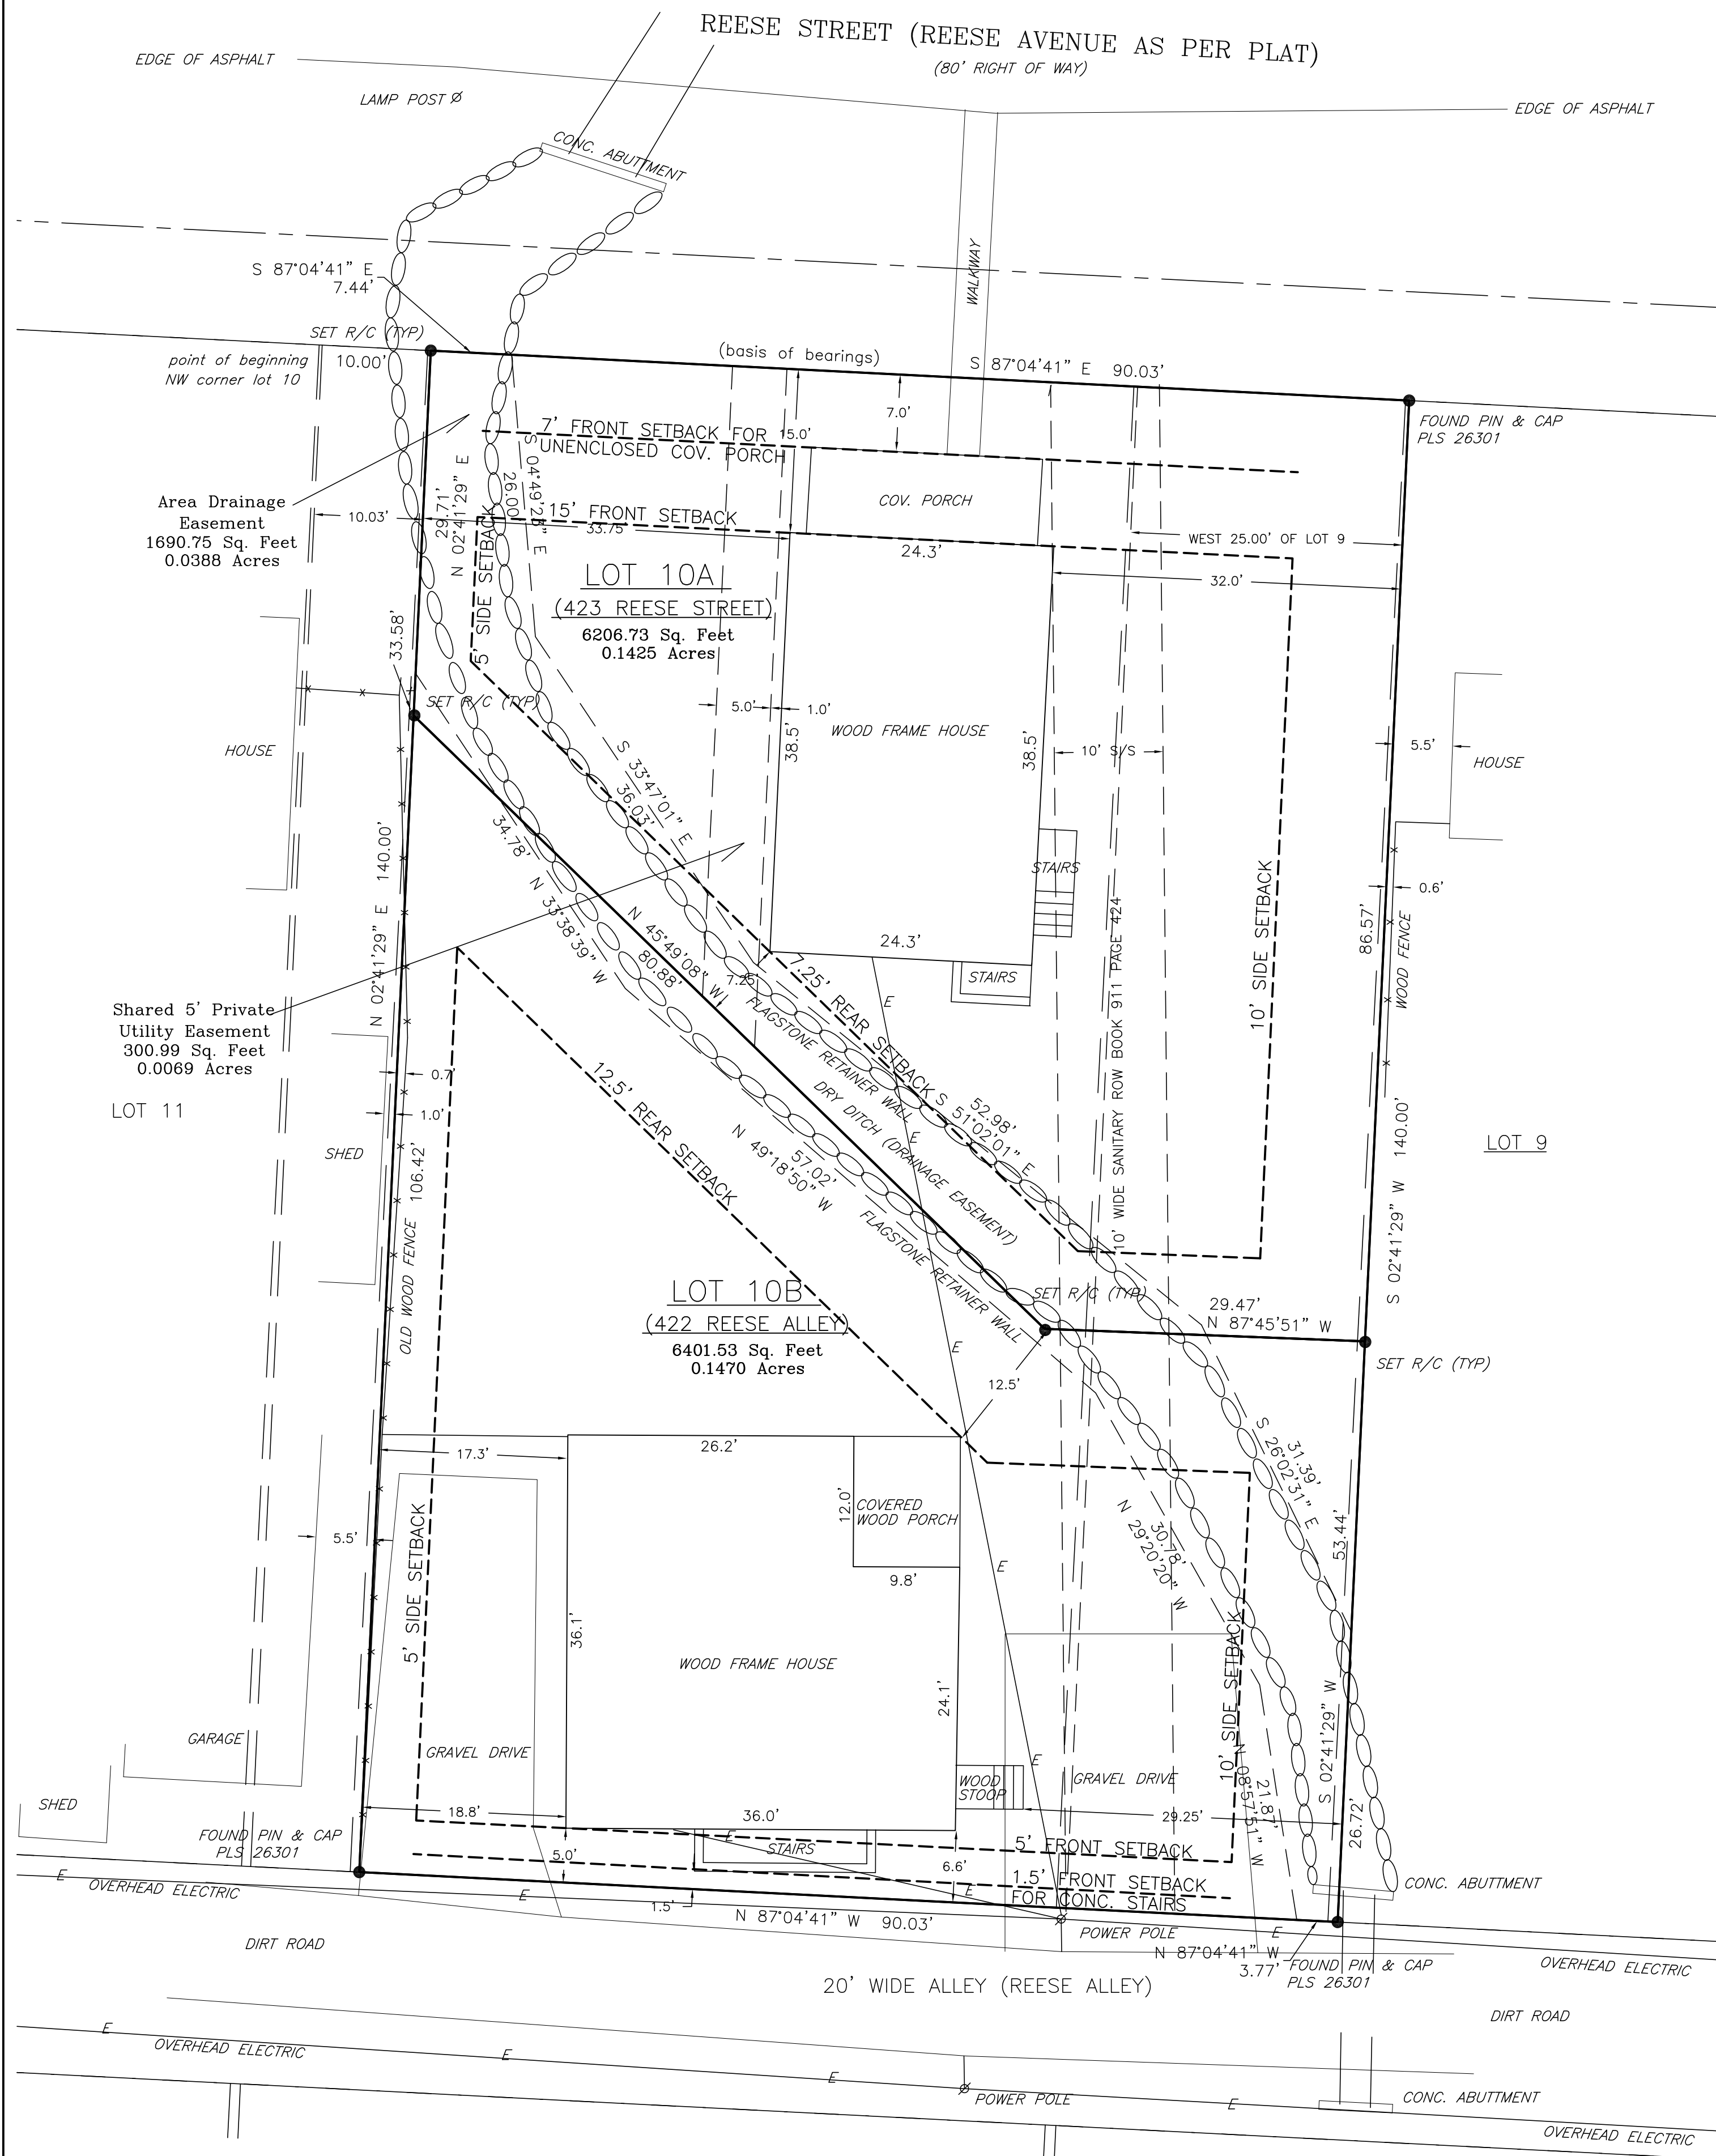 REESE STREET (REESE AVENUE AS PER PLAT)
(80' RIGHT OF WAY)
EDGE OF ASPHALT
LAMP POST
EDGE OF ASPHALT
CONC. ABUTTMENT
WALKWAY
S 87°04'41" E
7.44'
SET R/C (TYP)
point of beginning
NW corner lot 10
10.00'
(basis of bearings)
S 87°04'41" E 90.03'
FOUND PIN & CAP
PLS 26301
7.0'
15.0'
7' FRONT SETBACK FOR
UNENCLOSED COV. PORCH
COV. PORCH
Area Drainage
Easement
1690.75 Sq. Feet
0.0388 Acres
10.03'
29.71'
N 02°41'29" E
S 04°49'23" E
26.00'
15' FRONT SETBACK
33.75'
24.3'
WEST 25.00' OF LOT 9
32.0'
5' SIDE SETBACK
LOT 10A
(423 REESE STREET)
6206.73 Sq. Feet
0.1425 Acres
33.58'
SET R/C (TYP)
5.0'
1.0'
WOOD FRAME HOUSE
38.5'
38.5'
10' S/S
5.5'
HOUSE
HOUSE
S 33°47'01" E
36.03'
34.78'
N 33°38'39" W
STAIRS
0.6'
WOOD FENCE
86.57'
10' SIDE SETBACK
N 02°41'29" E 140.00'
N 45°49'08" W
80.88'
24.3'
STAIRS
E
7.25'
7.25' REAR SETBACK
10' WIDE SANITARY ROW BOOK 911 PAGE 424
Shared 5' Private
Utility Easement
300.99 Sq. Feet
0.0069 Acres
FLAGSTONE RETAINER WALL
DRY DITCH (DRAINAGE EASEMENT)
E
52.98'
S 51°02'01" E
12.5' REAR SETBACK
57.02'
N 49°18'50" W
0.7'
1.0'
LOT 11
SHED
106.42'
OLD WOOD FENCE
LOT 9
S 02°41'29" W 140.00'
FLAGSTONE RETAINER WALL
LOT 10B
(422 REESE ALLEY)
6401.53 Sq. Feet
0.1470 Acres
SET R/C (TYP)
29.47'
N 87°45'51" W
SET R/C (TYP)
E
12.5'
17.3'
26.2'
12.0'
COVERED
WOOD PORCH
9.8'
31.39'
S 26°02'31" E
30.78'
N 29°20'20" W
53.44'
5.5'
5' SIDE SETBACK
E
36.1'
WOOD FRAME HOUSE
24.1'
10' SIDE SETBACK
S 02°41'29" W
GARAGE
GRAVEL DRIVE
E
WOOD
STOOP
GRAVEL DRIVE
N 08°57'51" W
21.87'
SHED
18.8'
36.0'
29.25'
26.72'
FOUND PIN & CAP
PLS 26301
5.0'
E
STAIRS
5' FRONT SETBACK
6.6'
1.5' FRONT SETBACK
FOR CONC. STAIRS
CONC. ABUTTMENT
E
OVERHEAD ELECTRIC
E
1.5'
E
N 87°04'41" W 90.03'
POWER POLE
E
N 87°04'41" W
3.77'
FOUND PIN & CAP
PLS 26301
OVERHEAD ELECTRIC
DIRT ROAD
20' WIDE ALLEY (REESE ALLEY)
DIRT ROAD
E
OVERHEAD ELECTRIC
E
E
POWER POLE
E
CONC. ABUTTMENT
OVERHEAD ELECTRIC